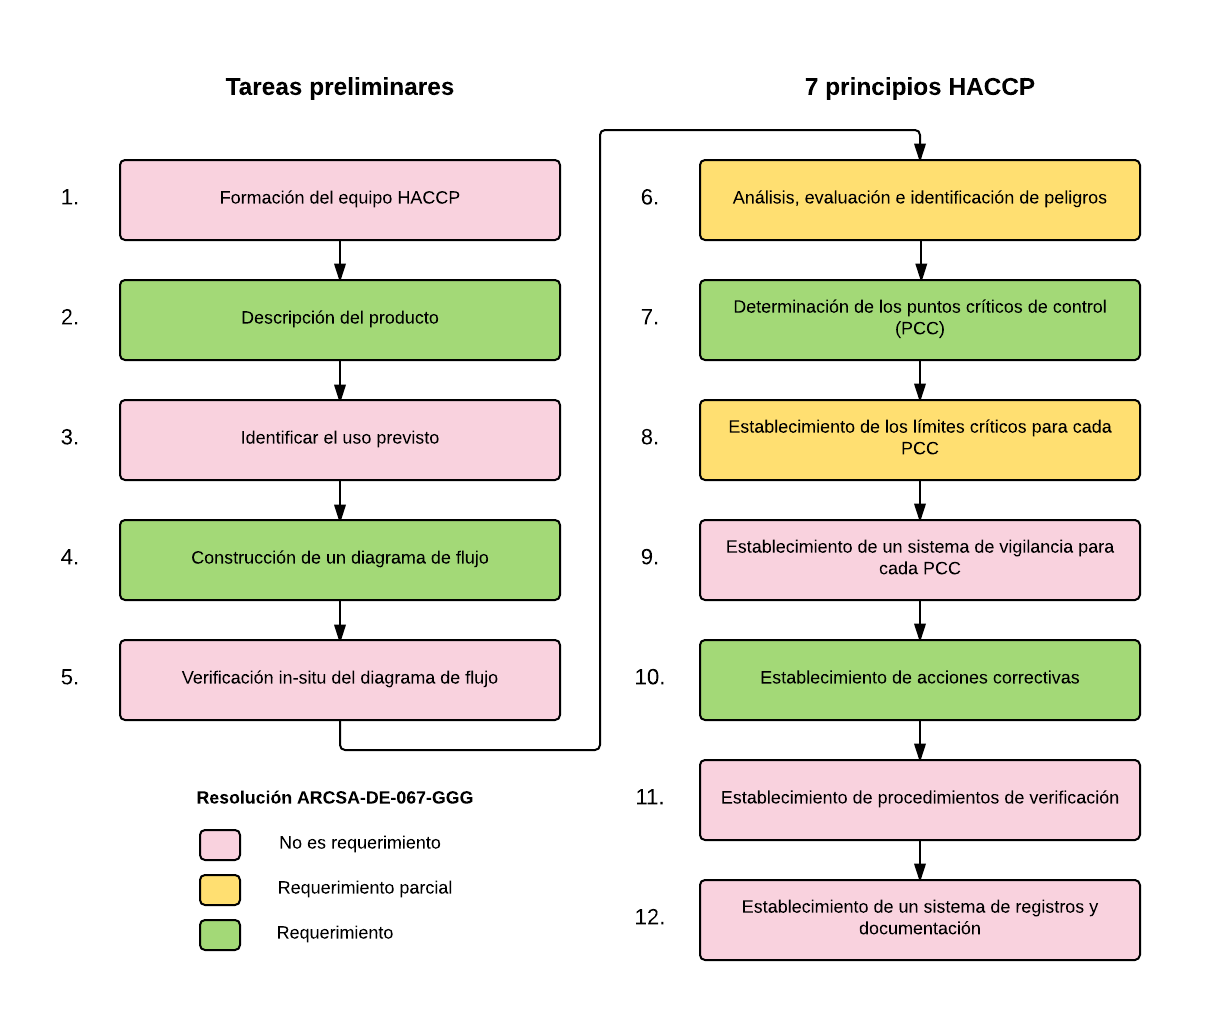 Tareas preliminares
1.
Formación del equipo HACCP
2.
Descripción del producto
3.
Identificar el uso previsto
4.
Construcción de un diagrama de flujo
5.
Verificación in-situ del diagrama de flujo
Resolución ARCSA-DE-067-GGG
No es requerimiento
Requerimiento parcial
Requerimiento
7 principios HACCP
6.
Análisis, evaluación e identificación de peligros
7.
Determinación de los puntos críticos de control
(PCC)
8.
Establecimiento de los límites críticos para cada
PCC
9.
Establecimiento de un sistema de vigilancia para
cada PCC
10.
Establecimiento de acciones correctivas
11.
Establecimiento de procedimientos de verificación
12.
Establecimiento de un sistema de registros y
documentación